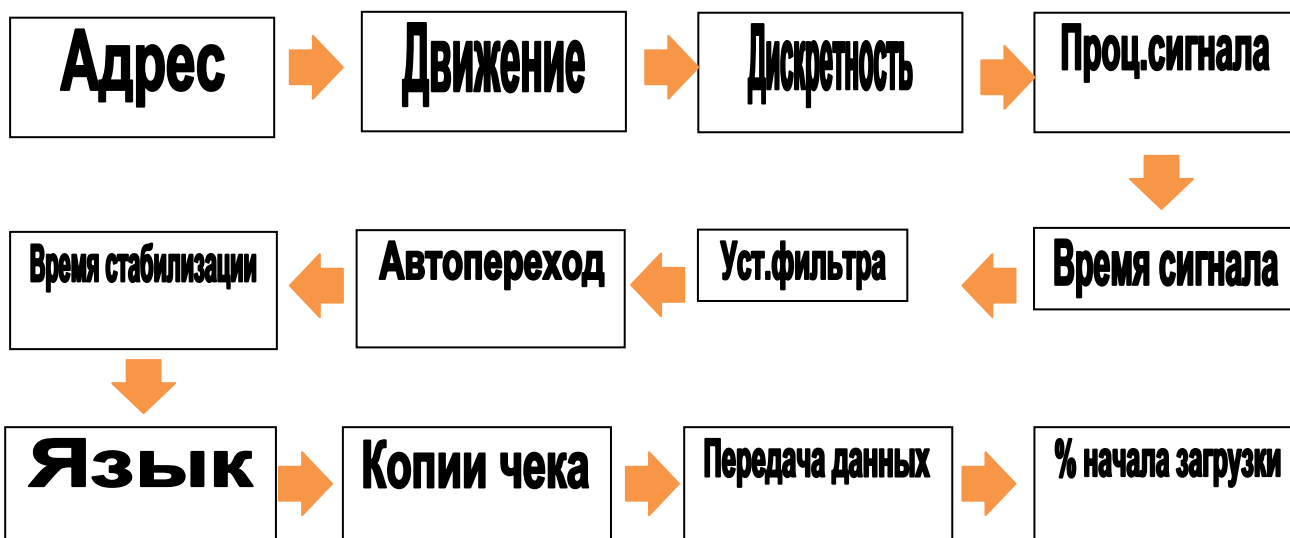 Адрес
Движение
Дискретность
Проц.сигнала
Время сигнала
Уст.фильтра
Автопереход
Время стабилизации
Язык
Копии чека
Передача данных
% начала загрузки